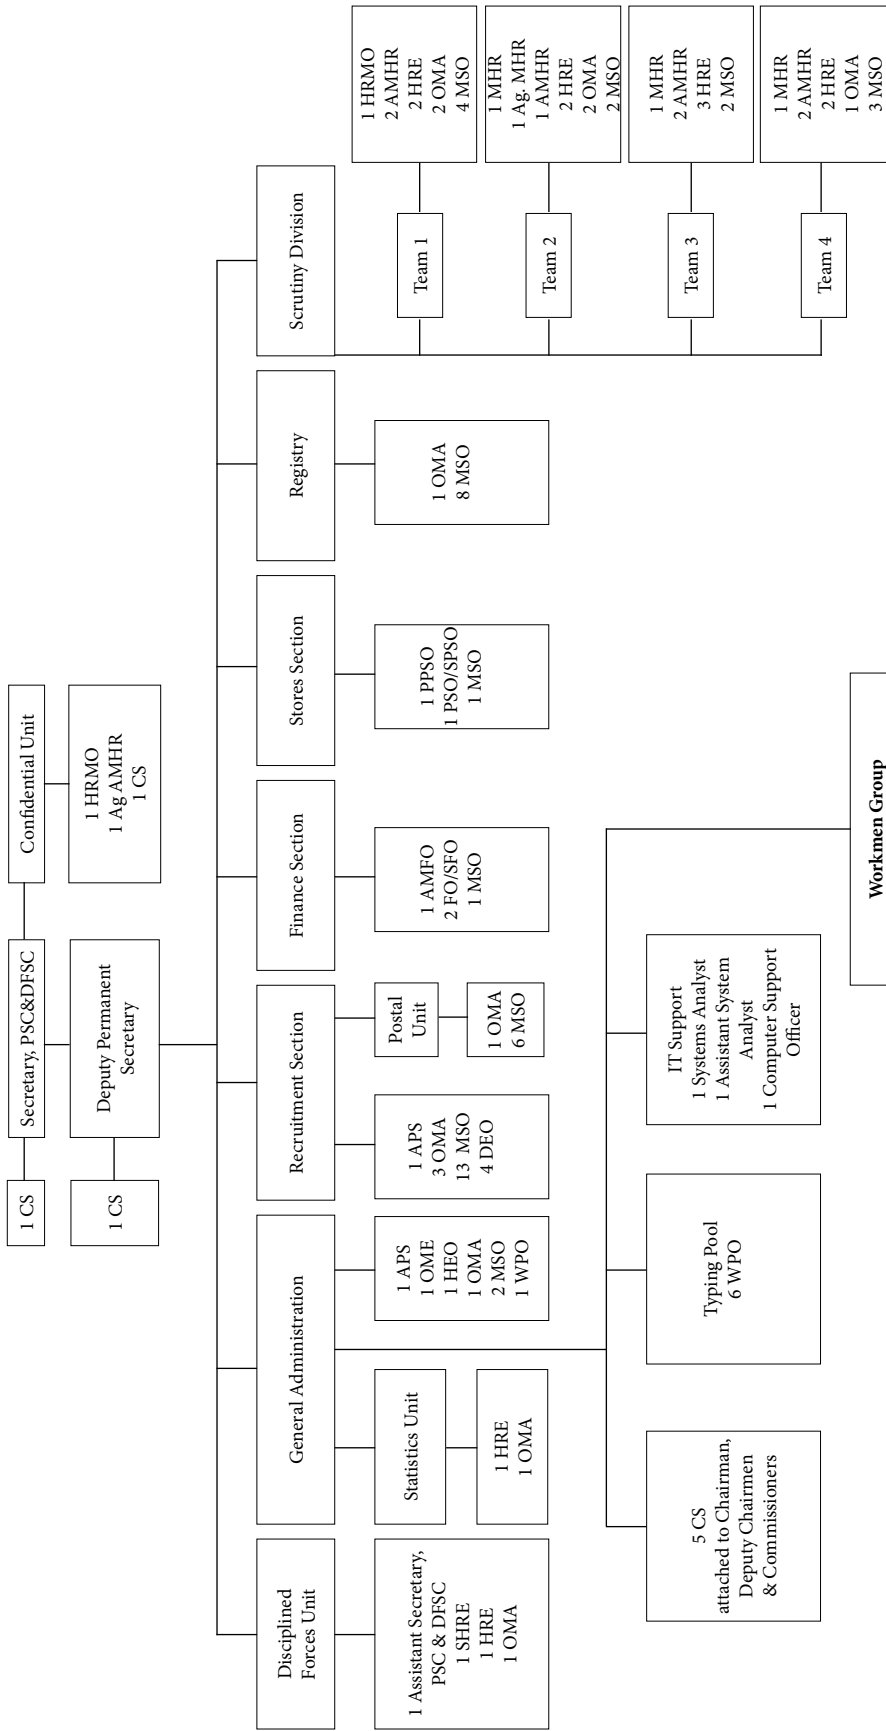 1 CS
Secretary, PSC&DFSC
Confidential Unit
1 CS
Deputy Permanent
Secretary
1 HRMO
1 Ag AMHR
1 CS
Disciplined
Forces Unit
General Administration
Recruitment Section
Finance Section
Stores Section
Registry
Scrutiny Division
1 Assistant Secretary,
PSC & DFSC
1 SHRE
1 HRE
1 OMA
Statistics Unit
1 HRE
1 OMA
1 APS
1 OME
1 HEO
1 OMA
2 MSO
1 WPO
1 APS
3 OMA
13 MSO
4 DEO
Postal
Unit
1 OMA
6 MSO
1 AMFO
2 FO/SFO
1 MSO
1 PPSO
1 PSO/SPSO
1 MSO
1 OMA
8 MSO
Team 1
1 HRMO
2 AMHR
2 HRE
2 OMA
4 MSO
Team 2
1 MHR
1 Ag. MHR
1 AMHR
2 HRE
2 OMA
2 MSO
Team 3
1 MHR
2 AMHR
3 HRE
2 MSO
Team 4
1 MHR
2 AMHR
2 HRE
1 OMA
3 MSO
5 CS
attached to Chairman,
Deputy Chairmen
& Commissioners
Typing Pool
6 WPO
IT Support
1 Systems Analyst
1 Assistant System
Analyst
1 Computer Support
Officer
Workmen Group